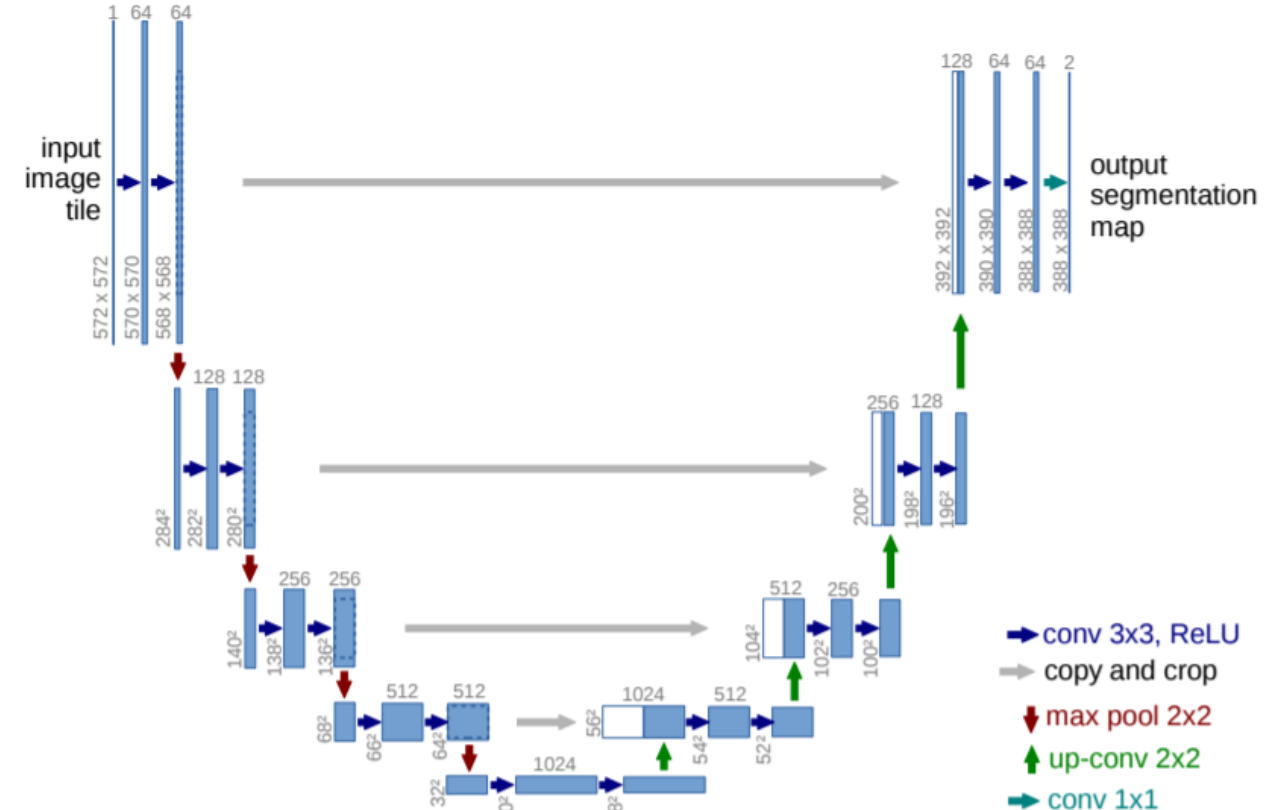 1 64 64
input
image
tile
572 x 572
570 x 570
568 x 568
128 64 64 2
output
segmentation
map
392 x 392
390 x 390
388 x 388
388 x 388
128 128
284²
282²
280²
256 128
200²
198²
196²
256 256
140²
138²
136²
512 256
104²
102²
100²
512 512
68²
66²
64²
1024 512
56²
54²
52²
1024
32²
conv 3x3, ReLU
copy and crop
max pool 2x2
up-conv 2x2
conv 1x1